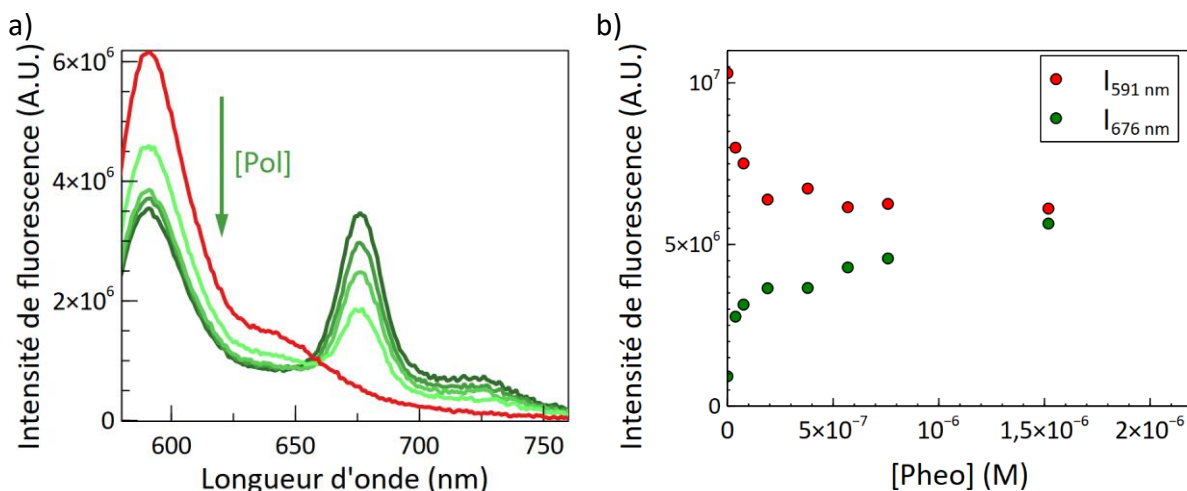 a)
Intensité de fluorescence (A.U.)
6×10⁶
4×10⁶
2×10⁶
0
[Pol]
600
650
700
750
Longueur d'onde (nm)
b)
Intensité de fluorescence (A.U.)
10⁷
5×10⁶
0
I₅₉₁ ₙₘ
I₆₇₆ ₙₘ
0
5×10⁻⁷
10⁻⁶
1,5×10⁻⁶
2×10⁻⁶
[Pheo] (M)